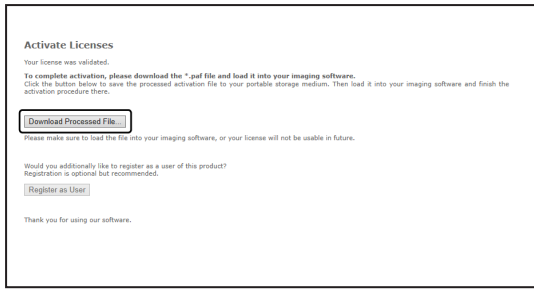 Activate Licenses
Your license was validated.
To complete activation, please download the *.paf file and load it into your imaging software.
Click the button below to save the processed activation file to your portable storage medium. Then load it into your imaging software and finish the
activation procedure there.
Download Processed File...
Please make sure to load the file into your imaging software, or your license will not be usable in future.
Would you additionally like to register as a user of this product?
Registration is optional but recommended.
Register as User
Thank you for using our software.